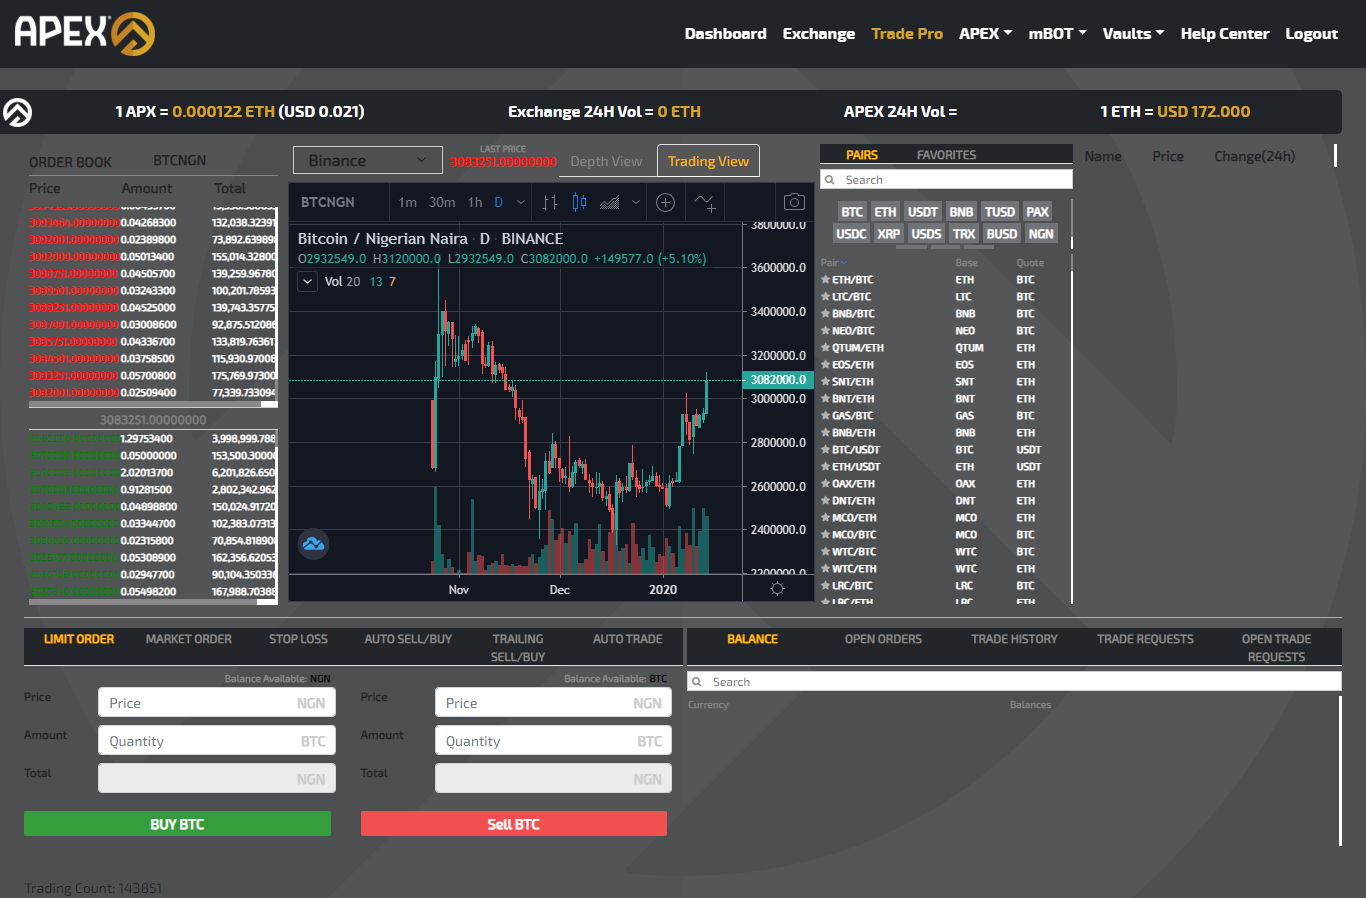 APEX
Dashboard Exchange Trade Pro APEX mBOT Vaults Help Center Logout
1 APX = 0.000122 ETH (USD 0.021) Exchange 24H Vol = 0 ETH APEX 24H Vol = 1 ETH = USD 172.000
ORDER BOOK BTCNGN
Price Amount Total
3093464.00000000 0.04268300 132,038.32391
3092001.00000000 0.02389800 73,892.639898
3092000.00000000 0.05013400 155,014.32800
3090751.00000000 0.04505700 139,259.96780
0.03243300 100,201.78593
3088251.00000000 0.04525000 139,743.35775
3087001.00000000 0.03008600 92,875.512086
3085751.00000000 0.04336700 133,819.76361
3084501.00000000 0.03758500 115,930.97008
3083251.00000000 0.05700800 175,769.97300
3082001.00000000 0.02509400 77,339.733094
3083251.00000000
1.29753400 3,998,999.788
0.05000000 153,500.30000
2.02013700 6,201,826.650
0.91281500 2,802,342.962
0.04898800 150,024.91720
0.03344700 102,383.07313
0.02315800 70,854.818908
0.05308900 162,356.62053
0.02947700 90,104.350336
0.05498200 167,988.70388
Binance
LAST PRICE
3083251.00000000
Depth View Trading View
BTCNGN 1m 30m 1h D
Bitcoin / Nigerian Naira · D · BINANCE
O2932549.0 H3120000.0 L2932549.0 C3082000.0 +149577.0 (+5.10%)
Vol 20 13 7
3800000.0
3600000.0
3400000.0
3200000.0
3082000.0
3000000.0
2800000.0
2600000.0
2400000.0
2200000.0
Nov Dec 2020
PAIRS FAVORITES
Search
BTC ETH USDT BNB TUSD PAX
USDC XRP USDS TRX BUSD NGN
Pair Base Quote
ETH/BTC ETH BTC
LTC/BTC LTC BTC
BNB/BTC BNB BTC
NEO/BTC NEO BTC
QTUM/ETH QTUM ETH
EOS/ETH EOS ETH
SNT/ETH SNT ETH
BNT/ETH BNT ETH
GAS/BTC GAS BTC
BNB/ETH BNB ETH
BTC/USDT BTC USDT
ETH/USDT ETH USDT
OAX/ETH OAX ETH
DNT/ETH DNT ETH
MCO/ETH MCO ETH
MCO/BTC MCO BTC
WTC/BTC WTC BTC
WTC/ETH WTC ETH
LRC/BTC LRC BTC
LRC/ETH LRC ETH
Name Price Change(24h)
LIMIT ORDER MARKET ORDER STOP LOSS AUTO SELL/BUY TRAILING SELL/BUY AUTO TRADE
Balance Available: NGN
Price Price NGN
Amount Quantity BTC
Total NGN
BUY BTC
Balance Available: BTC
Price Price NGN
Amount Quantity BTC
Total NGN
Sell BTC
BALANCE OPEN ORDERS TRADE HISTORY TRADE REQUESTS OPEN TRADE REQUESTS
Search
Currency Balances
Trading Count: 143851